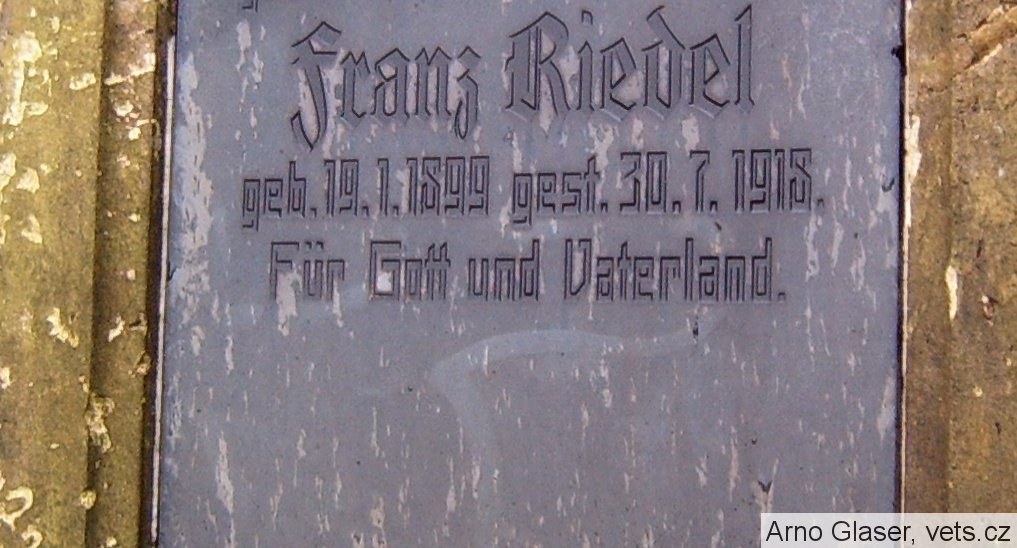 Franz Riedel
geb. 19. 1. 1899 gest. 30. 7. 1918.
Für Gott und Vaterland.
Arno Glaser, vets.cz